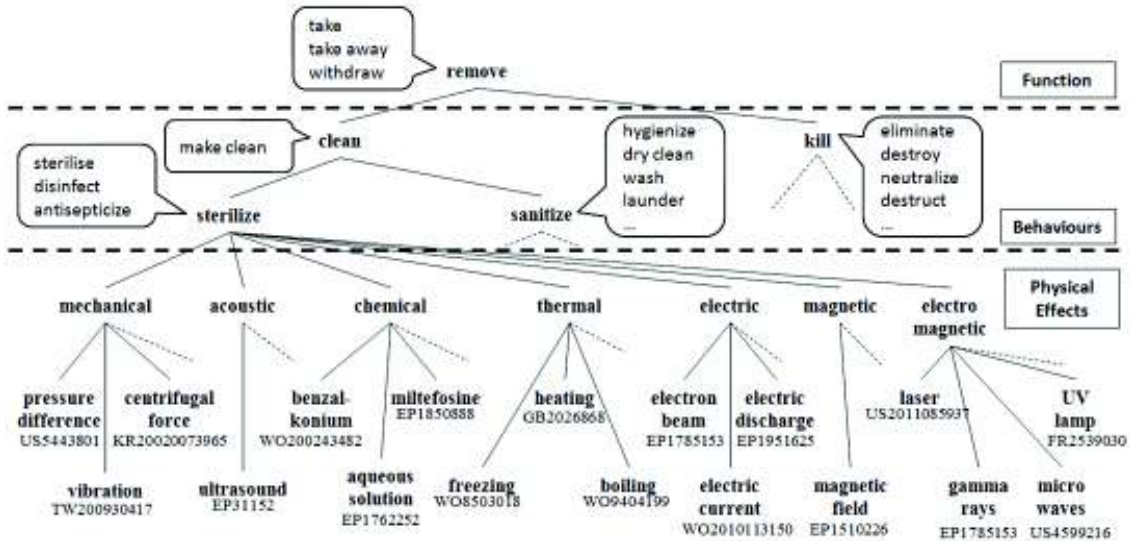 take
take away
withdraw
remove
Function
make clean
clean
hygienize
dry clean
wash
launder
...
kill
eliminate
destroy
neutralize
destruct
...
sterilise
disinfect
antisepticize
sterilize
sanitize
Behaviours
Physical
Effects
mechanical
acoustic
chemical
thermal
electric
magnetic
electro
magnetic
pressure
difference
US5443801
centrifugal
force
KR20020073965
benzal-
konium
WO200243482
miltefosine
EP1850888
heating
GB2026868
electron
beam
EP1785153
electric
discharge
EP1951625
laser
US2011085937
UV
lamp
FR2539030
vibration
TW200930417
ultrasound
EP31152
aqueous
solution
EP1762252
freezing
WO8503018
boiling
WO9404199
electric
current
WO2010113150
magnetic
field
EP1510226
gamma
rays
EP1785153
micro
waves
US4599216